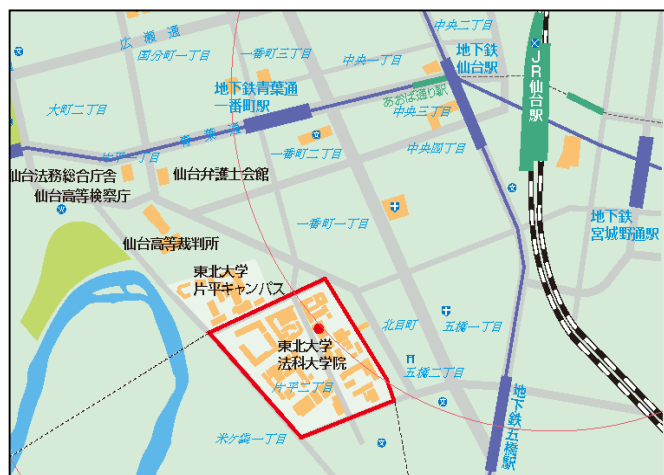 広瀬通
国分町一丁目
一番町三丁目
中央一丁目
中央二丁目
地下鉄
仙台駅
JR仙台駅
大町二丁目
地下鉄青葉通
一番町駅
あおば通り駅
中央三丁目
青葉通
片平一丁目
一番町二丁目
中央四丁目
仙台法務総合庁舎
仙台弁護士会館
仙台高等検察庁
地下鉄
宮城野通駅
一番町一丁目
仙台高等裁判所
東北大学
片平キャンパス
北目町
五橋一丁目
東北大学
法科大学院
五橋二丁目
片平二丁目
地下鉄五橋駅
米ケ袋一丁目
文
文
文
文
文
文
文